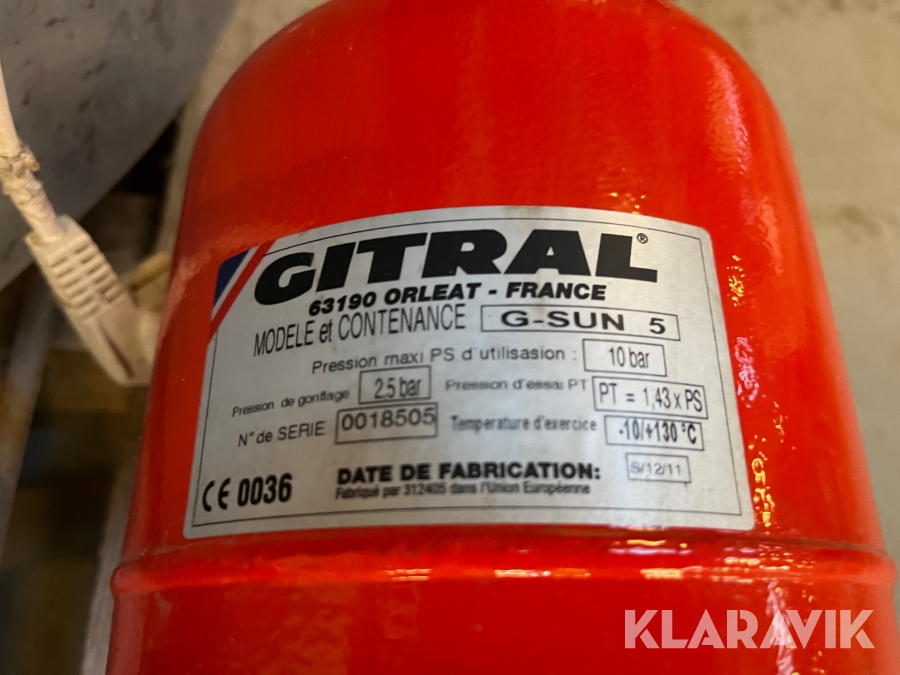 GITRAL®
63190 ORLEAT - FRANCE
MODELE et CONTENANCE G-SUN 5
Pression maxi PS d'utilisasion : 10 bar
Pression de gonflage 2.5 bar Pression d'essai PT PT = 1,43 x PS
N° de SERIE 0018505 Temperature d'exercice -10/+130 °C
CE 0036 DATE DE FABRICATION: S/12/11
Fabriqué par 312405 dans l'Union Européenne
KLARAVIK